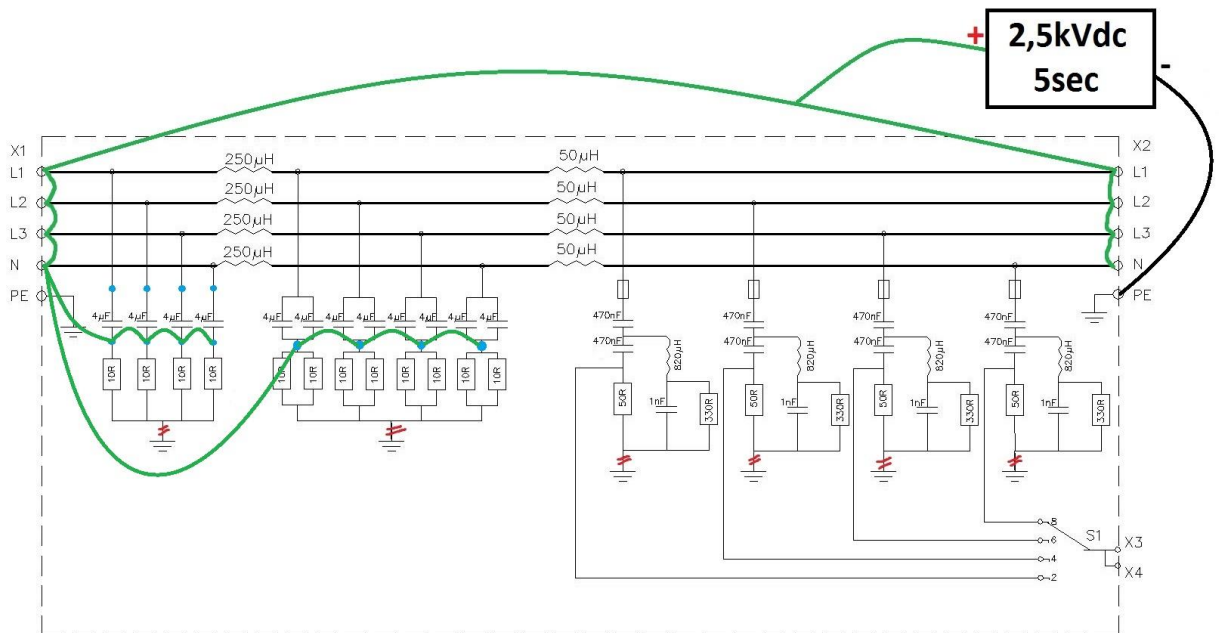 + 2,5kVdc
5sec -
X1 X2
L1 250µH 50µH L1
L2 250µH 50µH L2
L3 250µH 50µH L3
N 250µH 50µH N
PE PE
4µF 4µF 4µF 4µF 4µF 4µF 4µF 4µF 4µF 4µF 4µF 4µF
470nF 470nF 470nF 470nF
470nF 470nF 470nF 470nF
820µH 820µH 820µH 820µH
10R 10R 10R 10R 10R 10R 10R 10R 10R 10R 10R 10R
50R 1nF 330R 50R 1nF 330R 50R 1nF 330R 50R 1nF 330R
8 S1
6 X3
4 X4
2